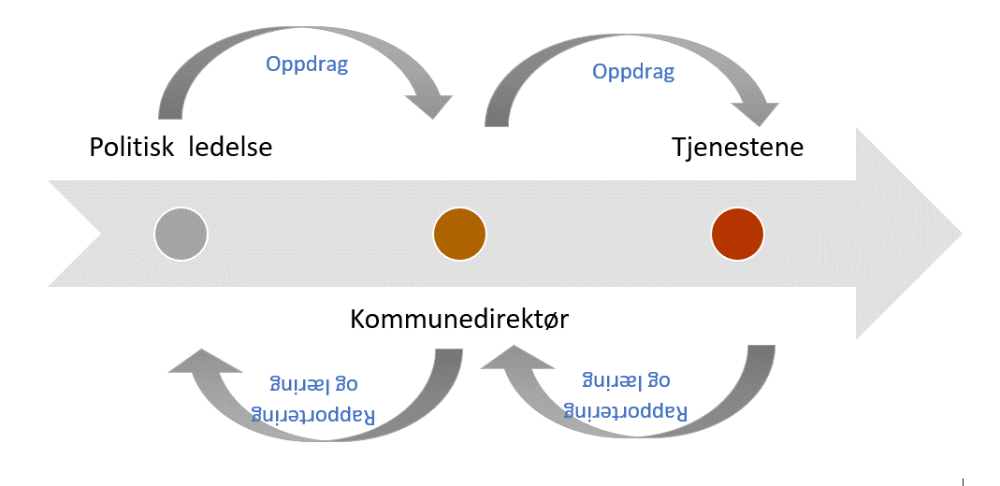 Oppdrag
Oppdrag
Politisk ledelse
Tjenestene
Kommunedirektør
Rapportering
og læring
Rapportering
og læring